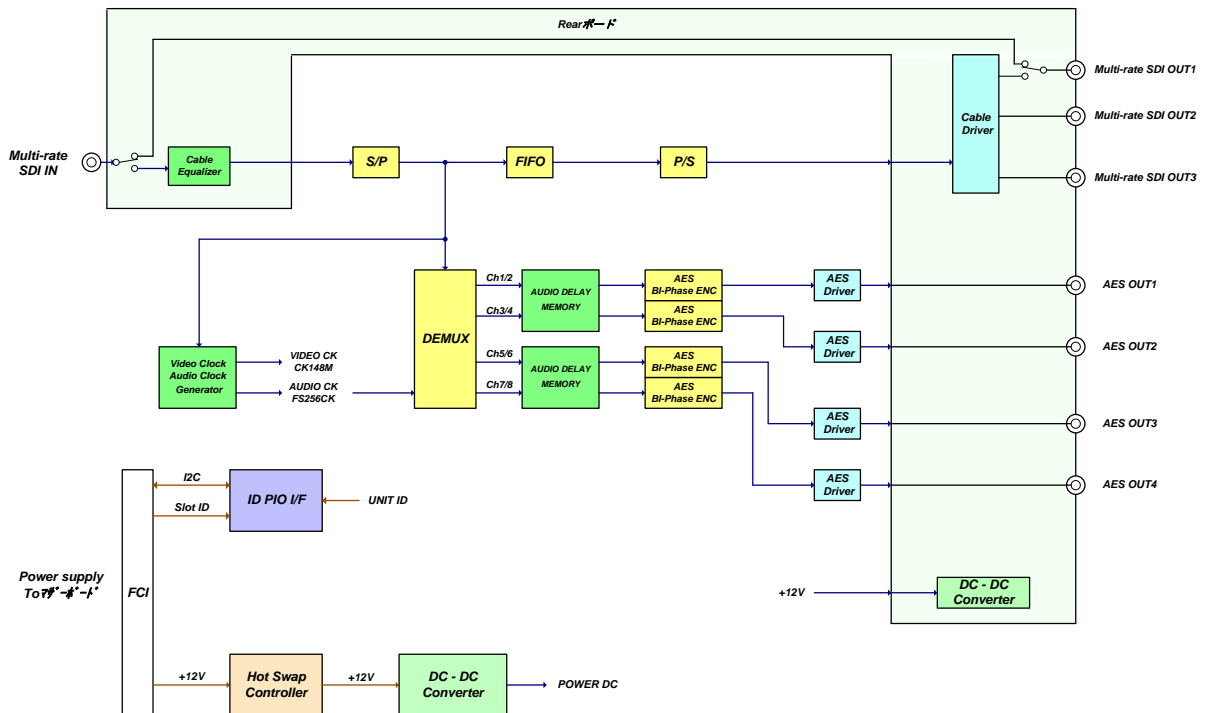 Rearボード
Multi-rate SDI OUT1
Multi-rate SDI OUT2
Multi-rate SDI OUT3
Cable
Driver
Multi-rate
SDI IN
Cable
Equalizer
S/P
FIFO
P/S
DEMUX
Ch1/2
Ch3/4
Ch5/6
Ch7/8
AUDIO DELAY
MEMORY
AUDIO DELAY
MEMORY
AES
BI-Phase ENC
AES
BI-Phase ENC
AES
BI-Phase ENC
AES
BI-Phase ENC
AES
Driver
AES
Driver
AES
Driver
AES
Driver
AES OUT1
AES OUT2
AES OUT3
AES OUT4
Video Clock
Audio Clock
Generator
VIDEO CK
CK148M
AUDIO CK
FS256CK
I2C
Slot ID
ID PIO I/F
UNIT ID
Power supply
Toマザーボード
FCI
+12V
Hot Swap
Controller
+12V
DC - DC
Converter
POWER DC
+12V
DC - DC
Converter